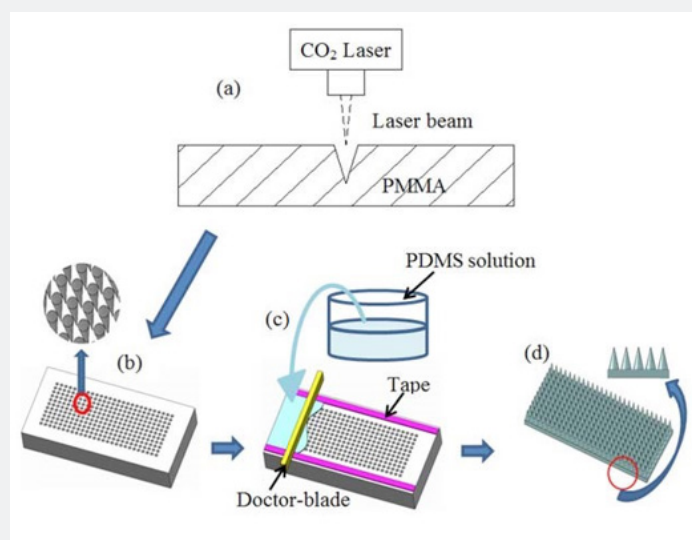 CO₂ Laser
(a)
Laser beam
PMMA
PDMS solution
(b)
(c)
(d)
Tape
Doctor-blade